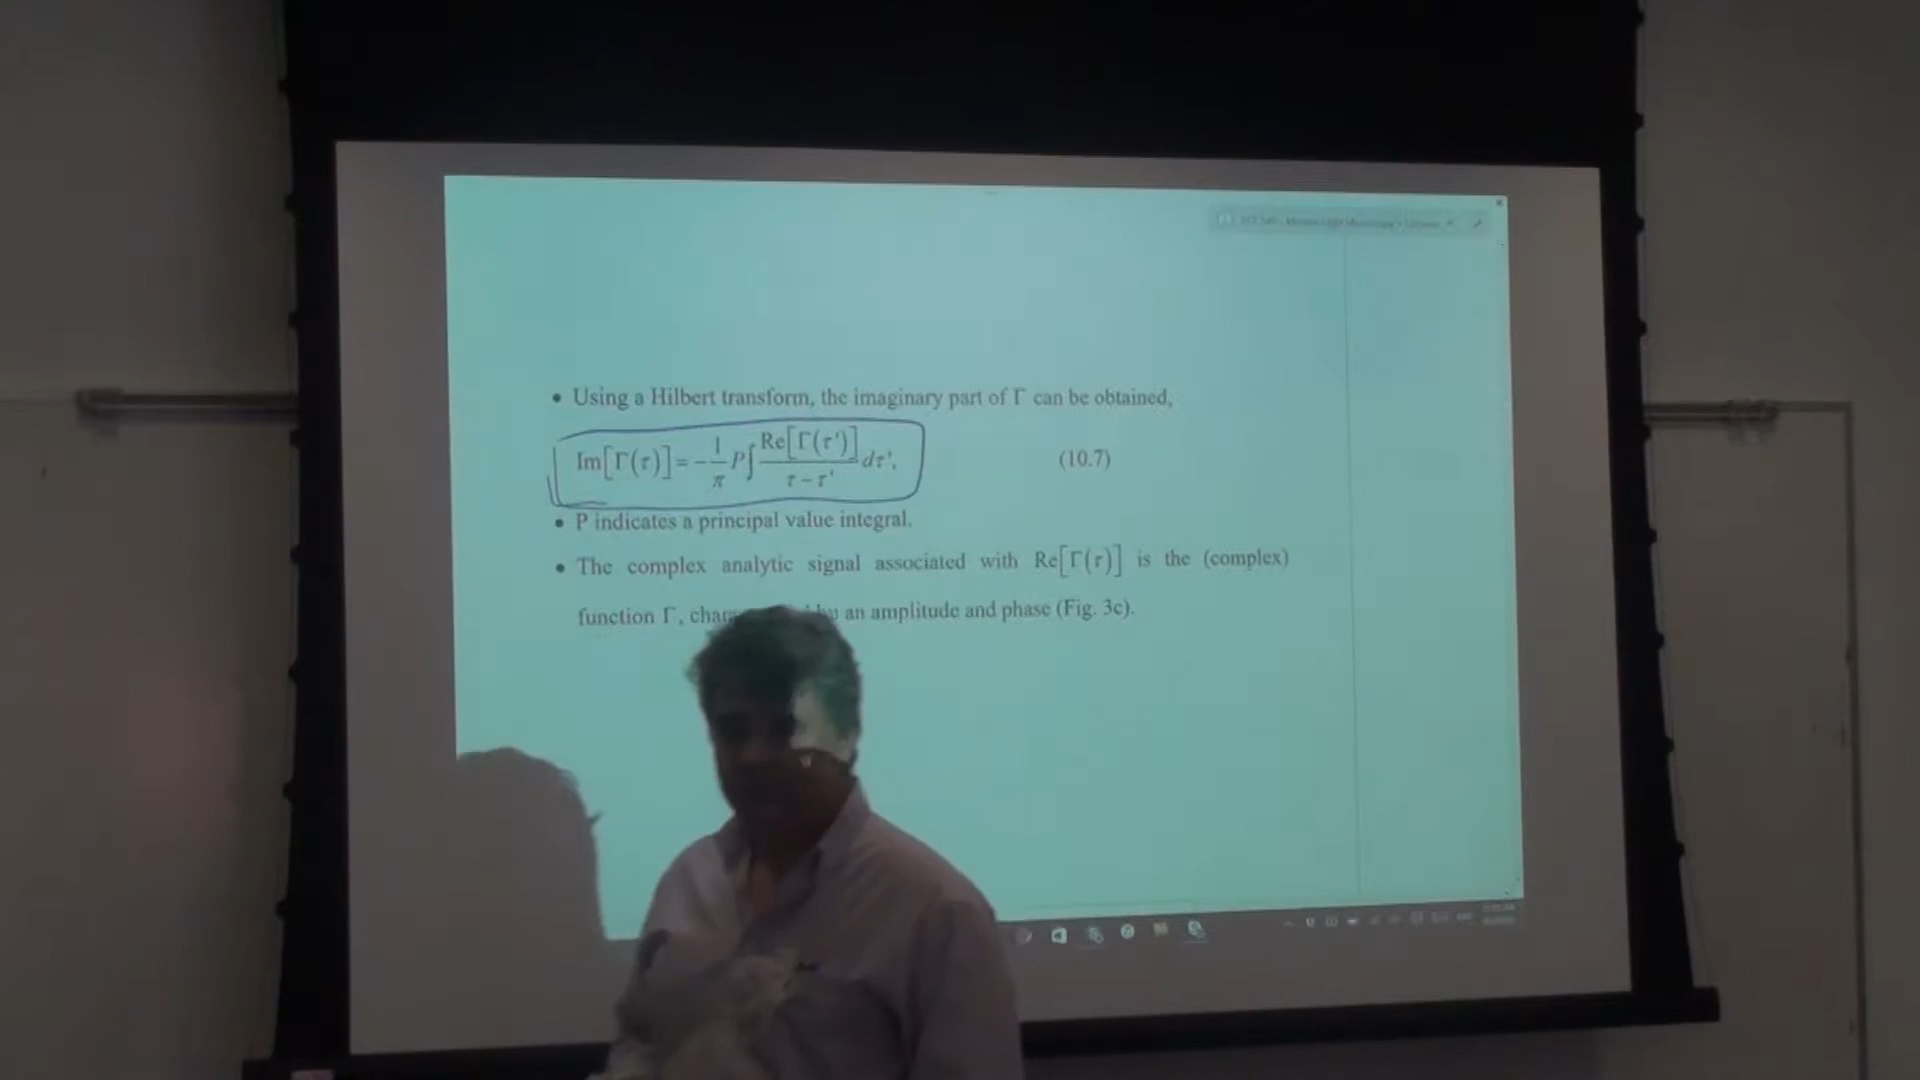 • Using a Hilbert transform, the imaginary part of Γ can be obtained,
Im[Γ(τ)] = -1/π P∫ Re[Γ(τ')]/(τ-τ') dτ', (10.7)
• P indicates a principal value integral.
• The complex analytic signal associated with Re[Γ(τ)] is the (complex)
function Γ, by an amplitude and phase (Fig. 3c).